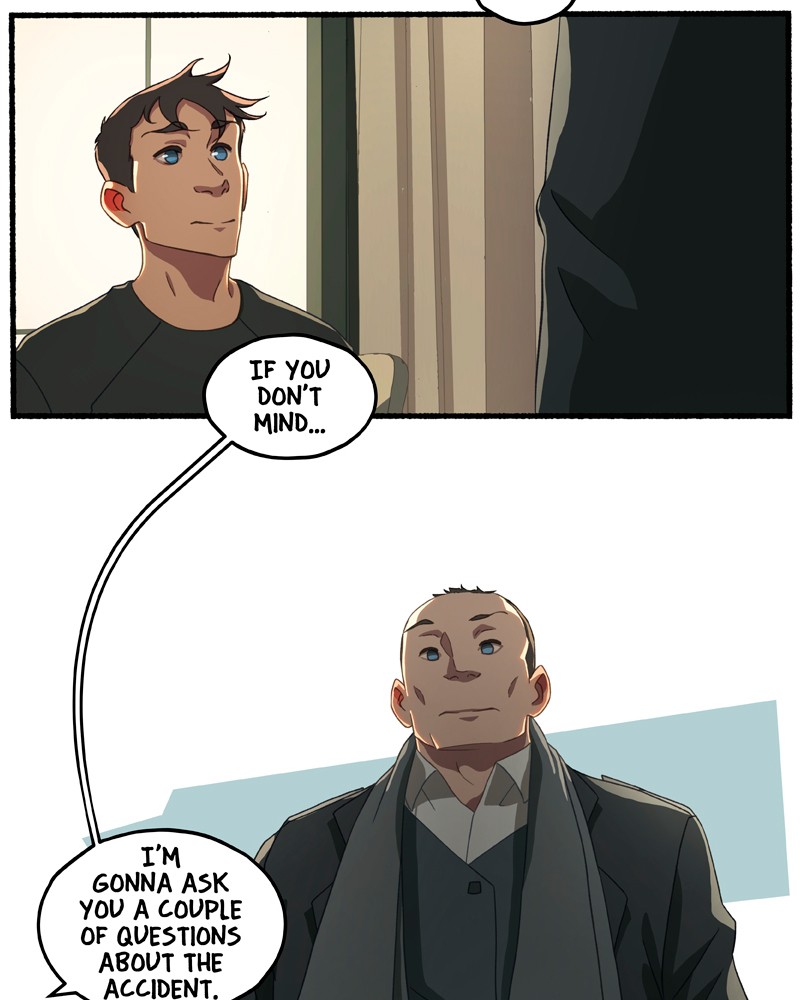 IF YOU
DON'T
MIND...
I'M
GONNA ASK
YOU A COUPLE
OF QUESTIONS
ABOUT THE
ACCIDENT.